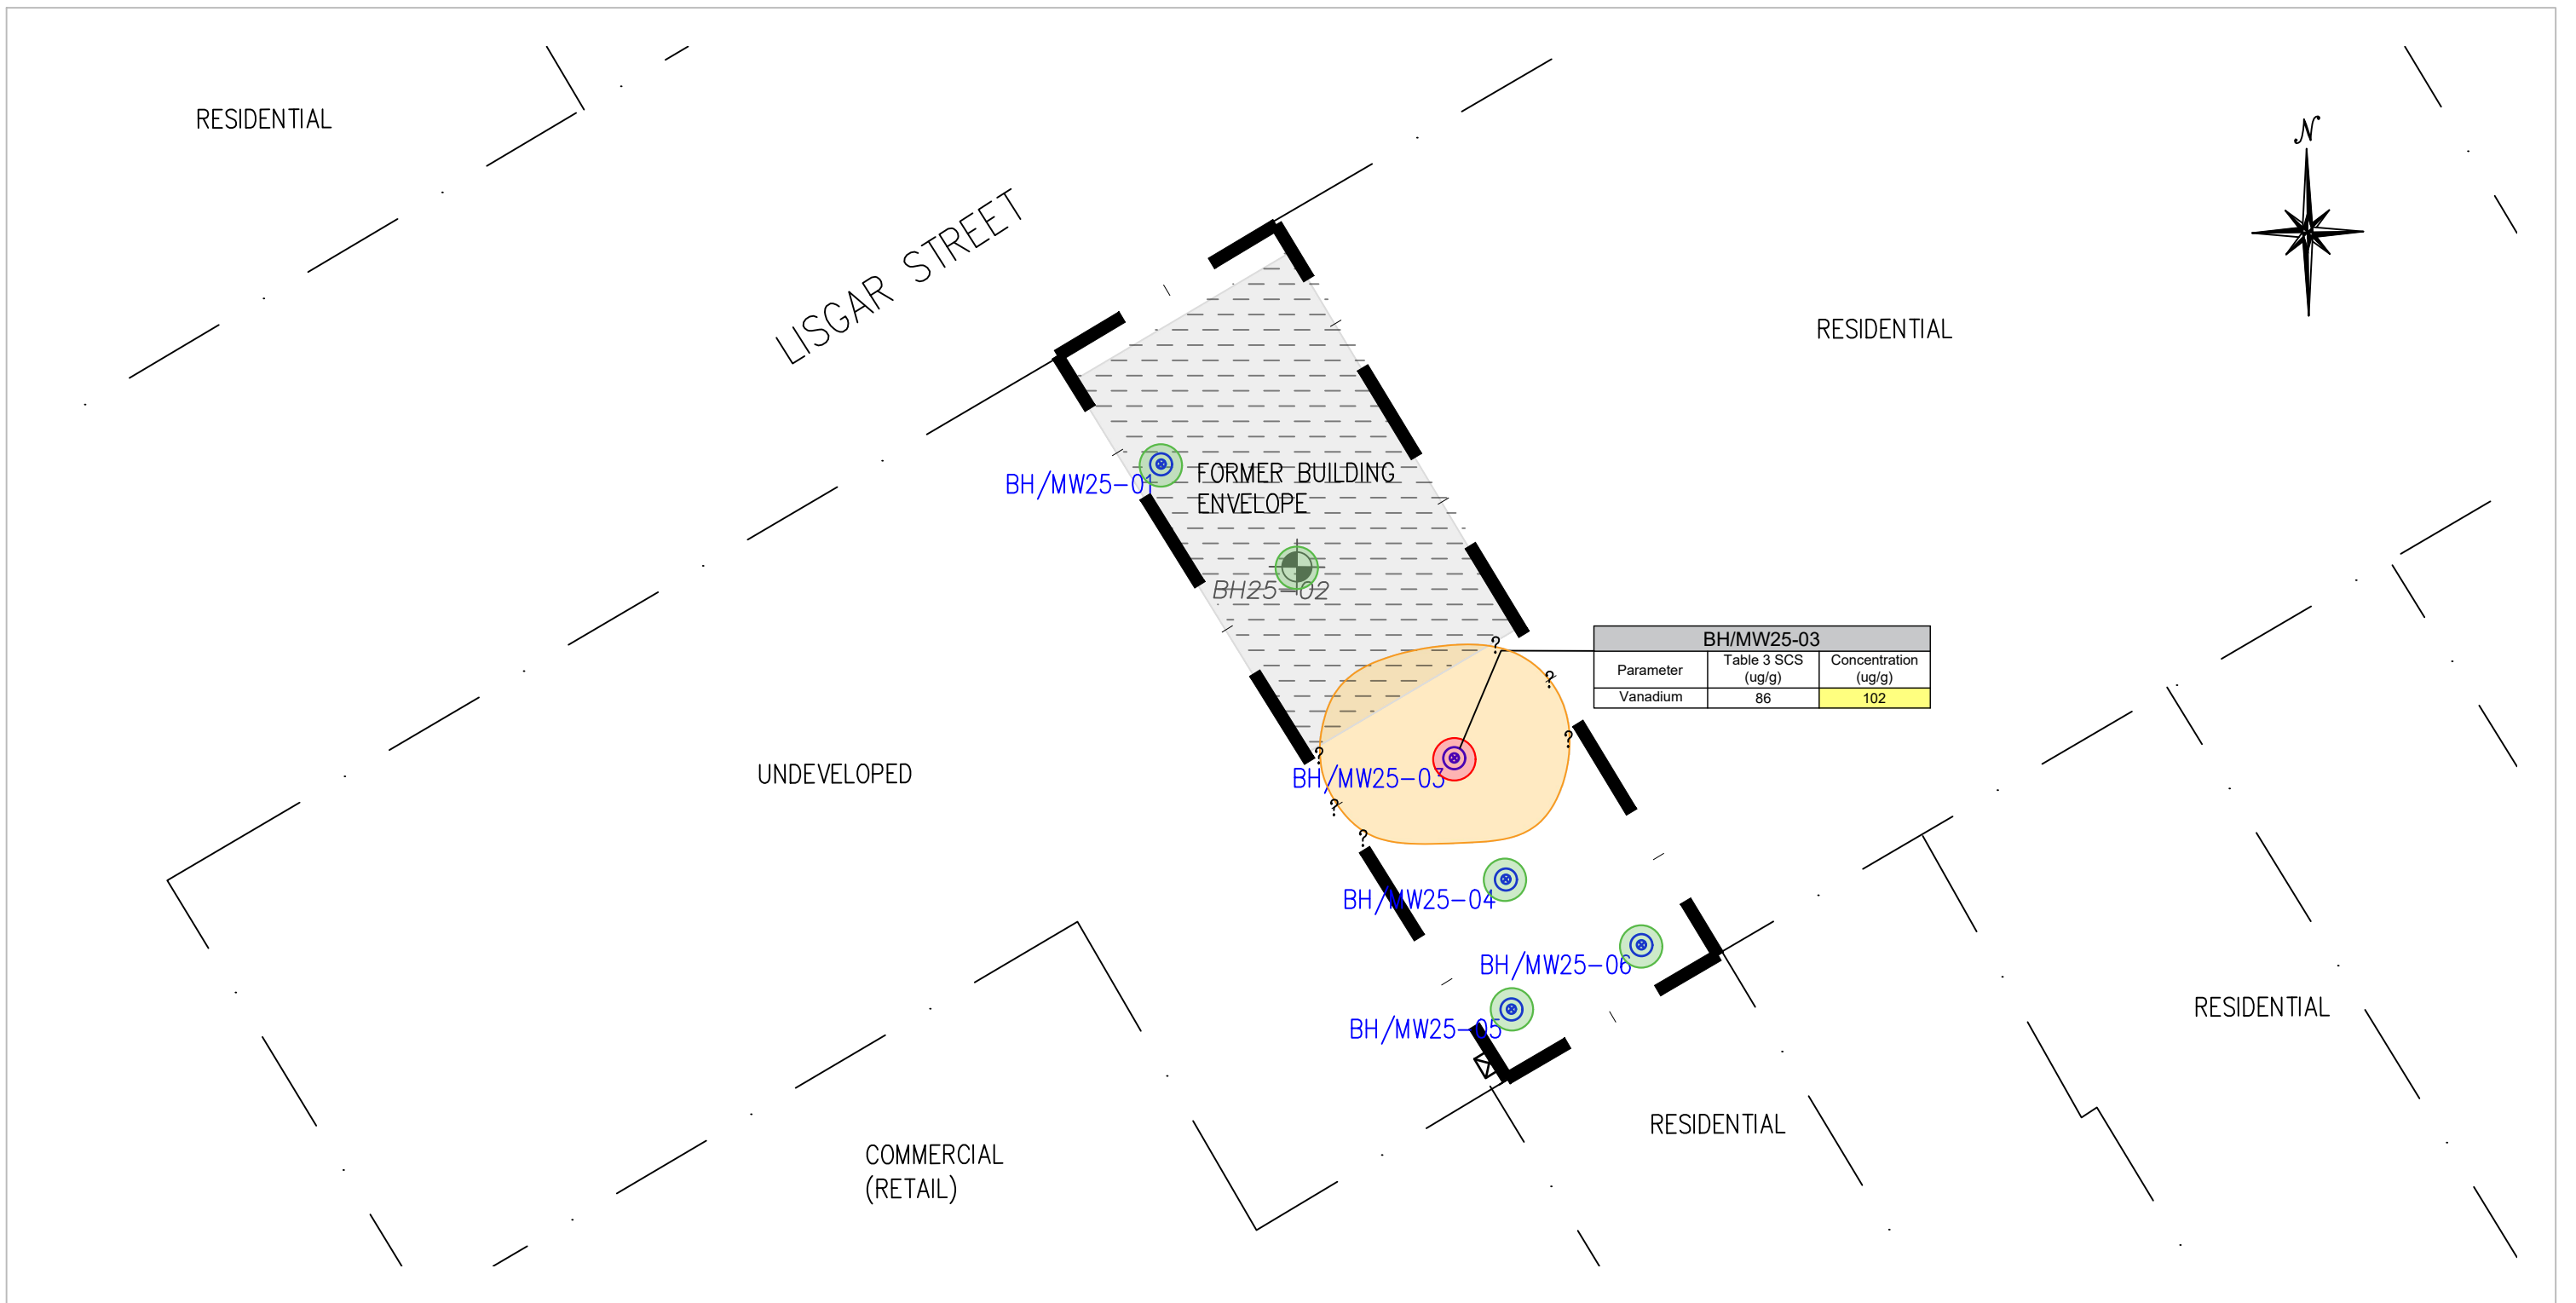 N
RESIDENTIAL
LISGAR STREET
RESIDENTIAL
BH/MW25-01
FORMER BUILDING
ENVELOPE
BH25-02
BH/MW25-03
Parameter
Table 3 SCS
(ug/g)
Concentration
(ug/g)
Vanadium
86
102
?
?
?
?
?
?
BH/MW25-03
UNDEVELOPED
BH/MW25-04
BH/MW25-06
BH/MW25-05
RESIDENTIAL
RESIDENTIAL
COMMERCIAL
(RETAIL)